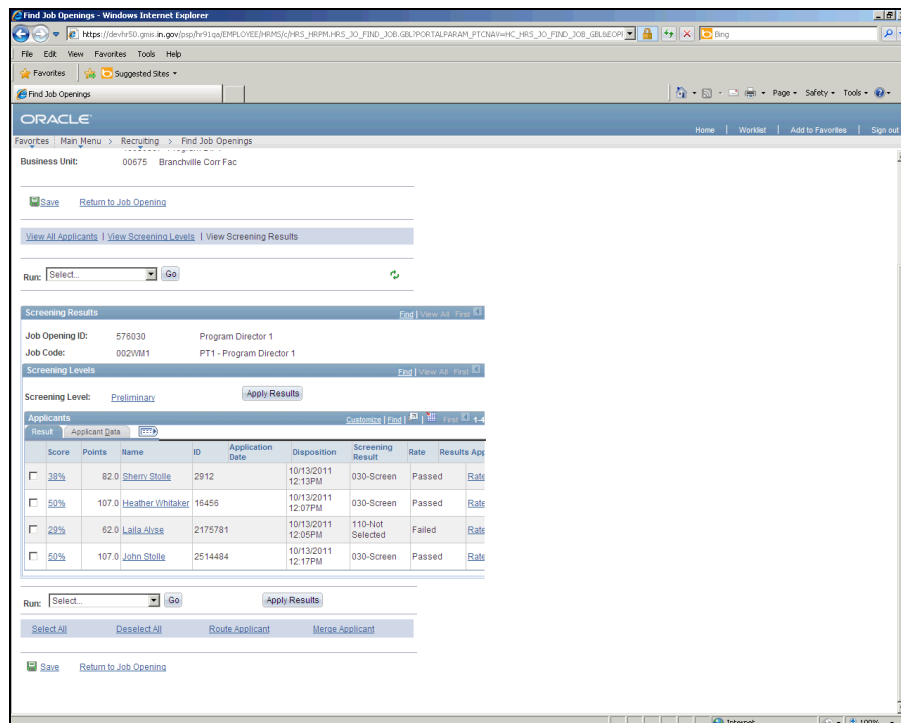 Find Job Openings - Windows Internet Explorer
https://devhr50.gmis.in.gov/psp/hr91qa/EMPLOYEE/HRMS/c/HRS_HRPM.HRS_JO_FIND_JOB.GBL?PORTALPARAM_PTCNAV=HC_HRS_JO_FIND_JOB_GBL&EOPI
Bing
File Edit View Favorites Tools Help
Favorites Suggested Sites
Find Job Openings Page Safety Tools
ORACLE
Home | Worklist | Add to Favorites | Sign out
Favorites | Main Menu > Recruiting > Find Job Openings
Business Unit: 00675 Branchville Corr Fac
Save Return to Job Opening
View All Applicants | View Screening Levels | View Screening Results
Run: Select... Go
Screening Results Find | View All First
Job Opening ID: 576030 Program Director 1
Job Code: 002WM1 PT1 - Program Director 1
Screening Levels Find | View All First
Screening Level: Preliminary Apply Results
Applicants Customize | Find | First 1-4
Result Applicant Data
Score Points Name ID Application Date Disposition Screening Result Rate Results App
38% 82.0 Sherry Stolle 2912 10/13/2011 12:13PM 030-Screen Passed Rate
50% 107.0 Heather Whitaker 16456 10/13/2011 12:07PM 030-Screen Passed Rate
29% 62.0 Laila Alyse 2175781 10/13/2011 12:05PM 110-Not Selected Failed Rate
50% 107.0 John Stolle 2514484 10/13/2011 12:17PM 030-Screen Passed Rate
Run: Select... Go Apply Results
Select All Deselect All Route Applicant Merge Applicant
Save Return to Job Opening
Internet 100%